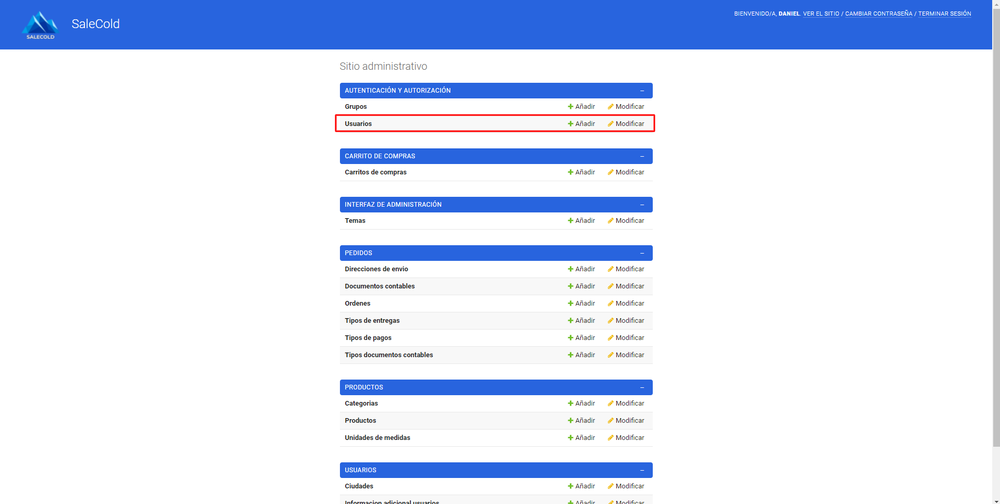 SALECOLD
SaleCold
BIENVENIDO/A, DANIEL. VER EL SITIO / CAMBIAR CONTRASEÑA / TERMINAR SESIÓN
Sitio administrativo
AUTENTICACIÓN Y AUTORIZACIÓN –
Grupos Añadir Modificar
Usuarios Añadir Modificar
CARRITO DE COMPRAS –
Carritos de compras Añadir Modificar
INTERFAZ DE ADMINISTRACIÓN –
Temas Añadir Modificar
PEDIDOS –
Direcciones de envio Añadir Modificar
Documentos contables Añadir Modificar
Ordenes Añadir Modificar
Tipos de entregas Añadir Modificar
Tipos de pagos Añadir Modificar
Tipos documentos contables Añadir Modificar
PRODUCTOS –
Categorias Añadir Modificar
Productos Añadir Modificar
Unidades de medidas Añadir Modificar
USUARIOS –
Ciudades Añadir Modificar
Informacion adicional usuarios Añadir Modificar